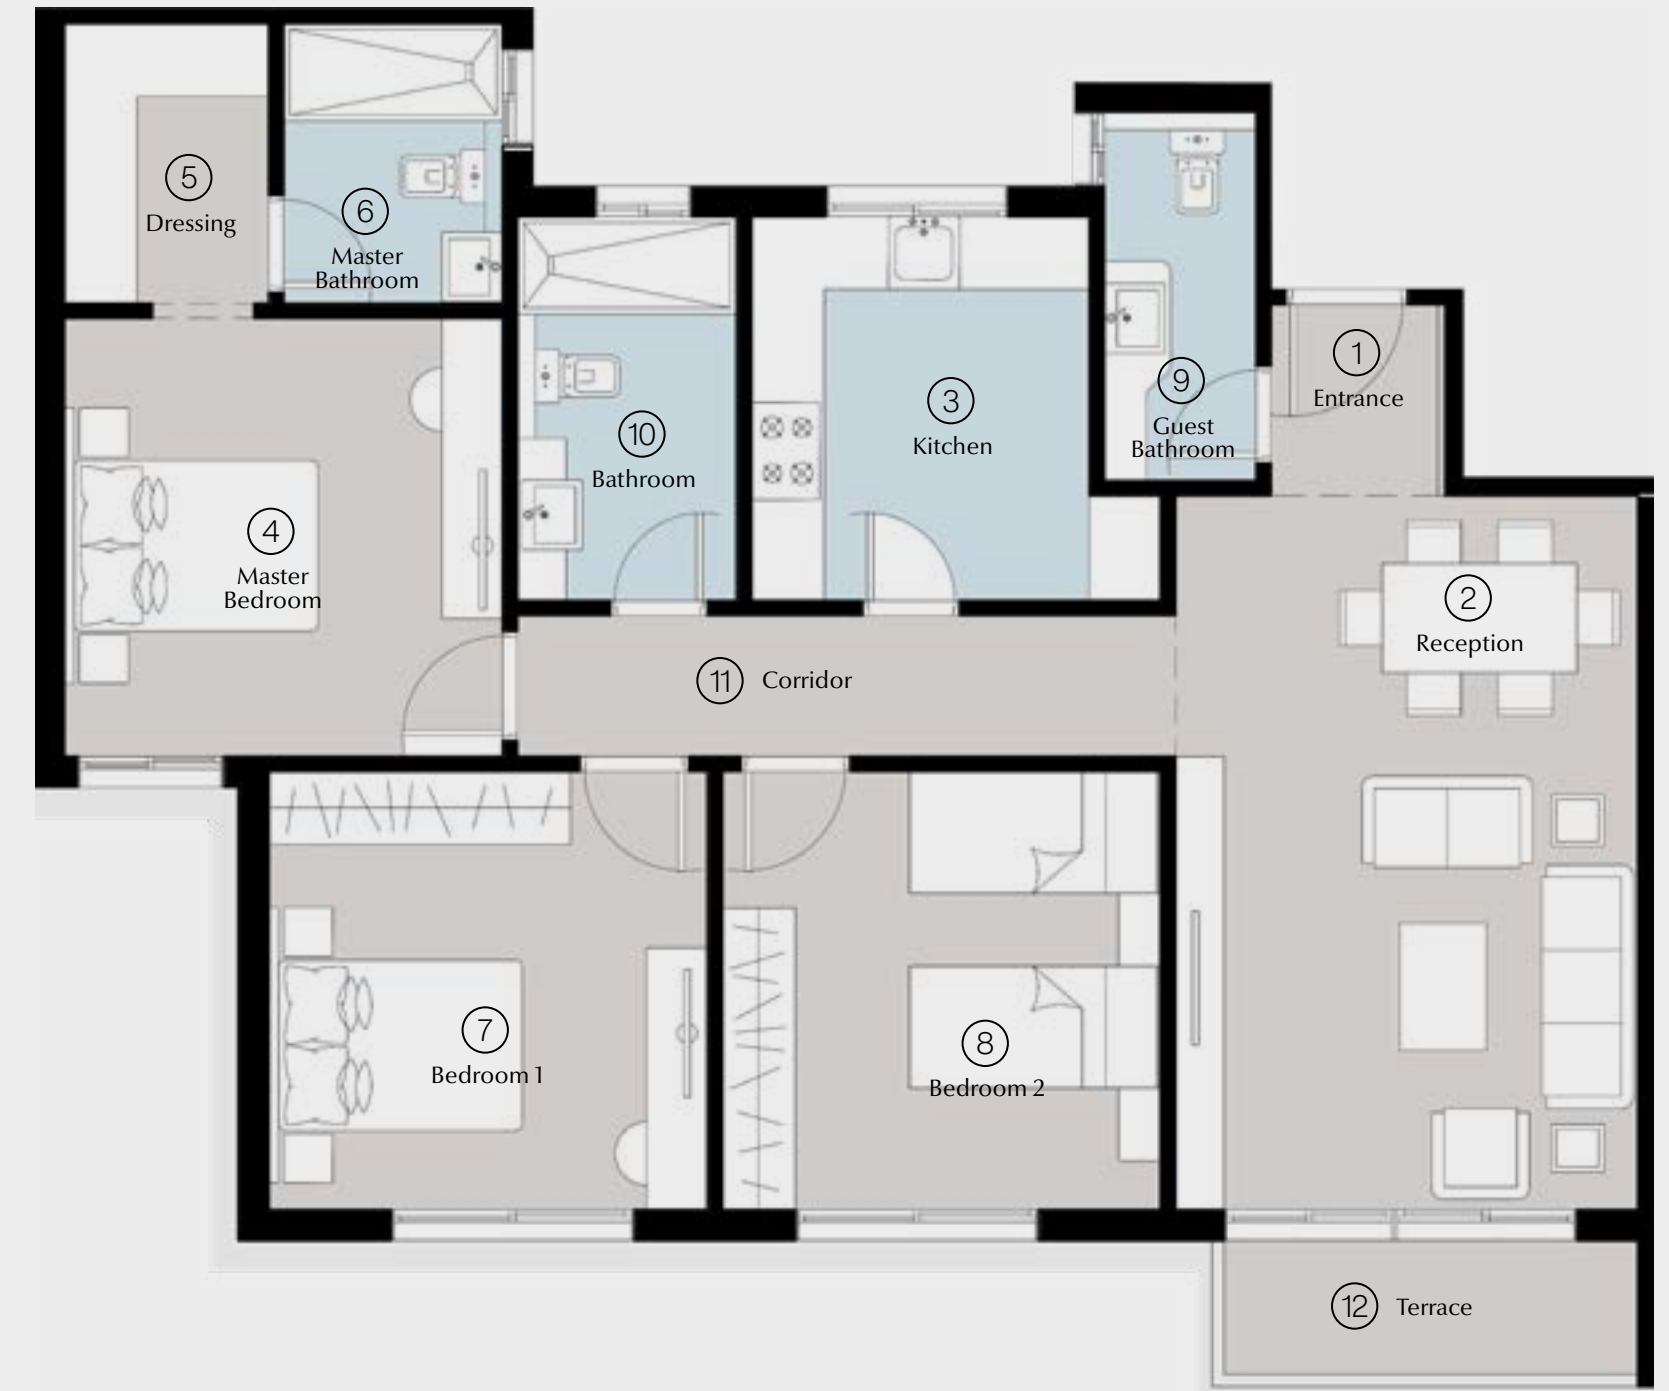 5
Dressing
6
Master
Bathroom
1
Entrance
9
Guest
Bathroom
3
Kitchen
10
Bathroom
4
Master
Bedroom
2
Reception
11 Corridor
7
Bedroom 1
8
Bedroom 2
12 Terrace